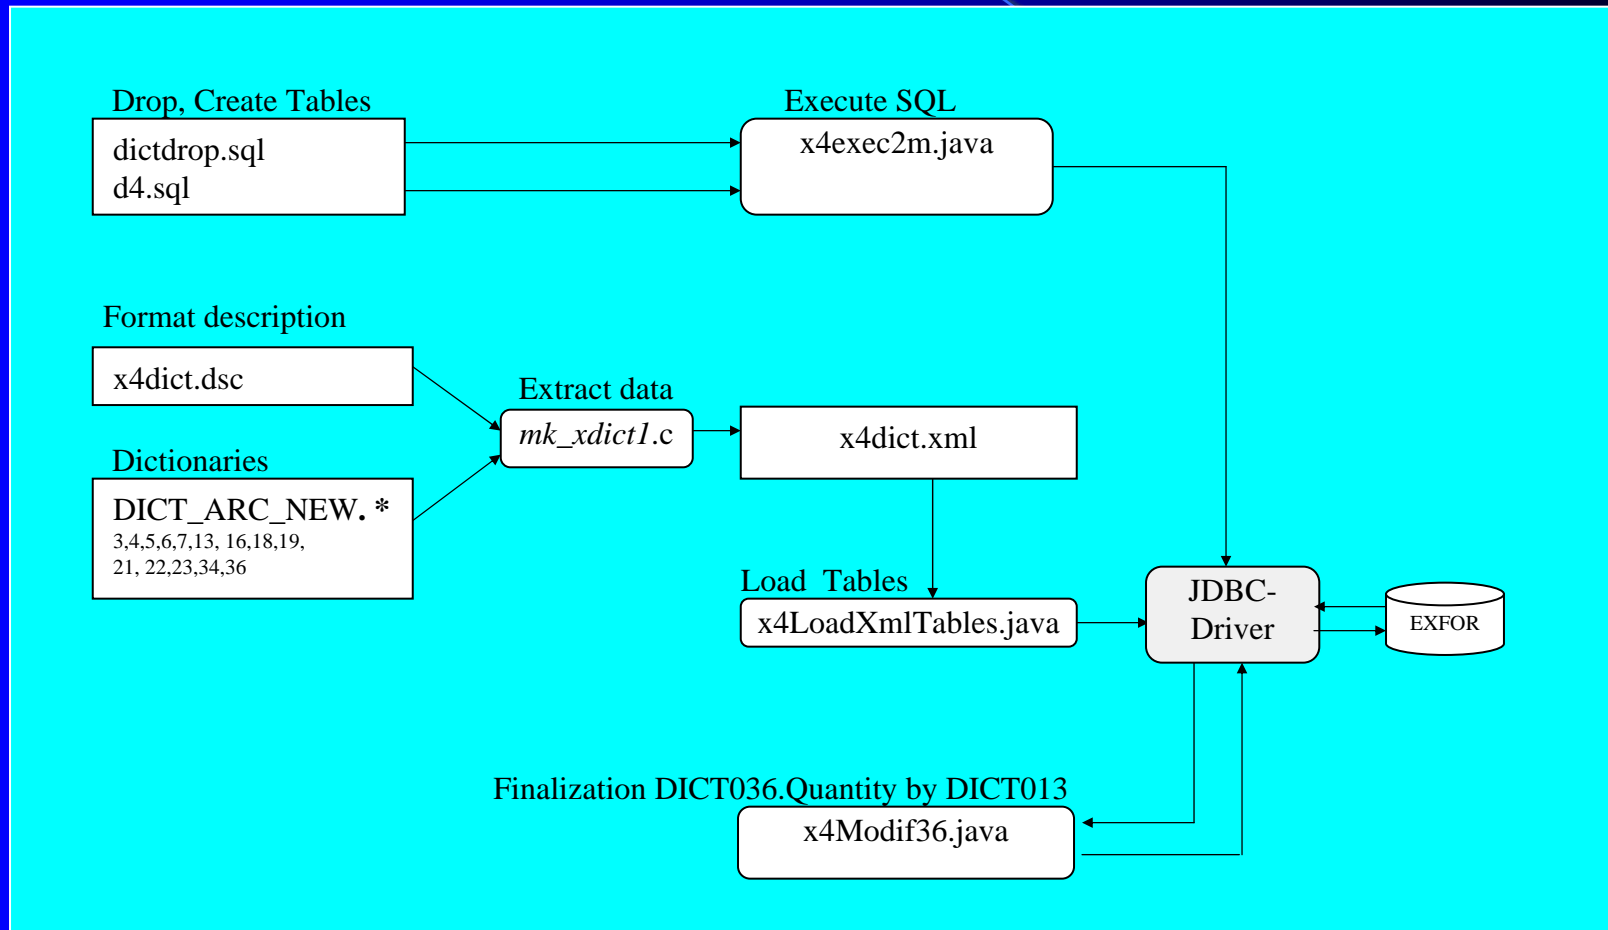 Drop, Create Tables
dictdrop.sql
d4.sql
Execute SQL
x4exec2m.java
Format description
x4dict.dsc
Extract data
mk_xdict1.c
x4dict.xml
Dictionaries
DICT_ARC_NEW. *
3,4,5,6,7,13, 16,18,19,
21, 22,23,34,36
Load Tables
x4LoadXmlTables.java
JDBC-
Driver
EXFOR
Finalization DICT036.Quantity by DICT013
x4Modif36.java